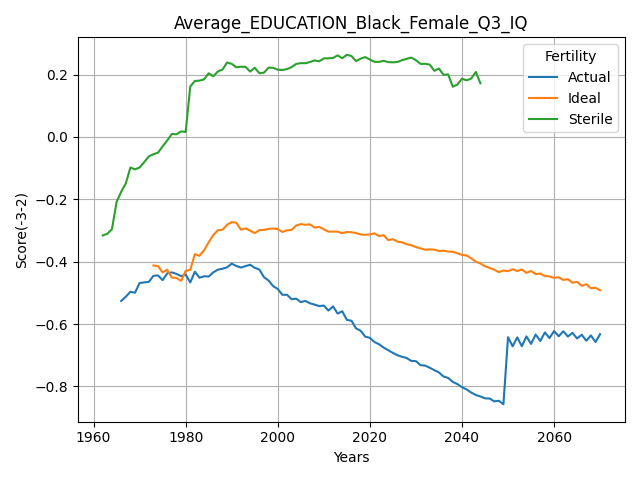 Average_EDUCATION_Black_Female_Q3_IQ
Fertility
Actual
Ideal
Sterile
Score(-3-2)
0.2
0.0
−0.2
−0.4
−0.6
−0.8
1960
1980
2000
2020
2040
2060
Years